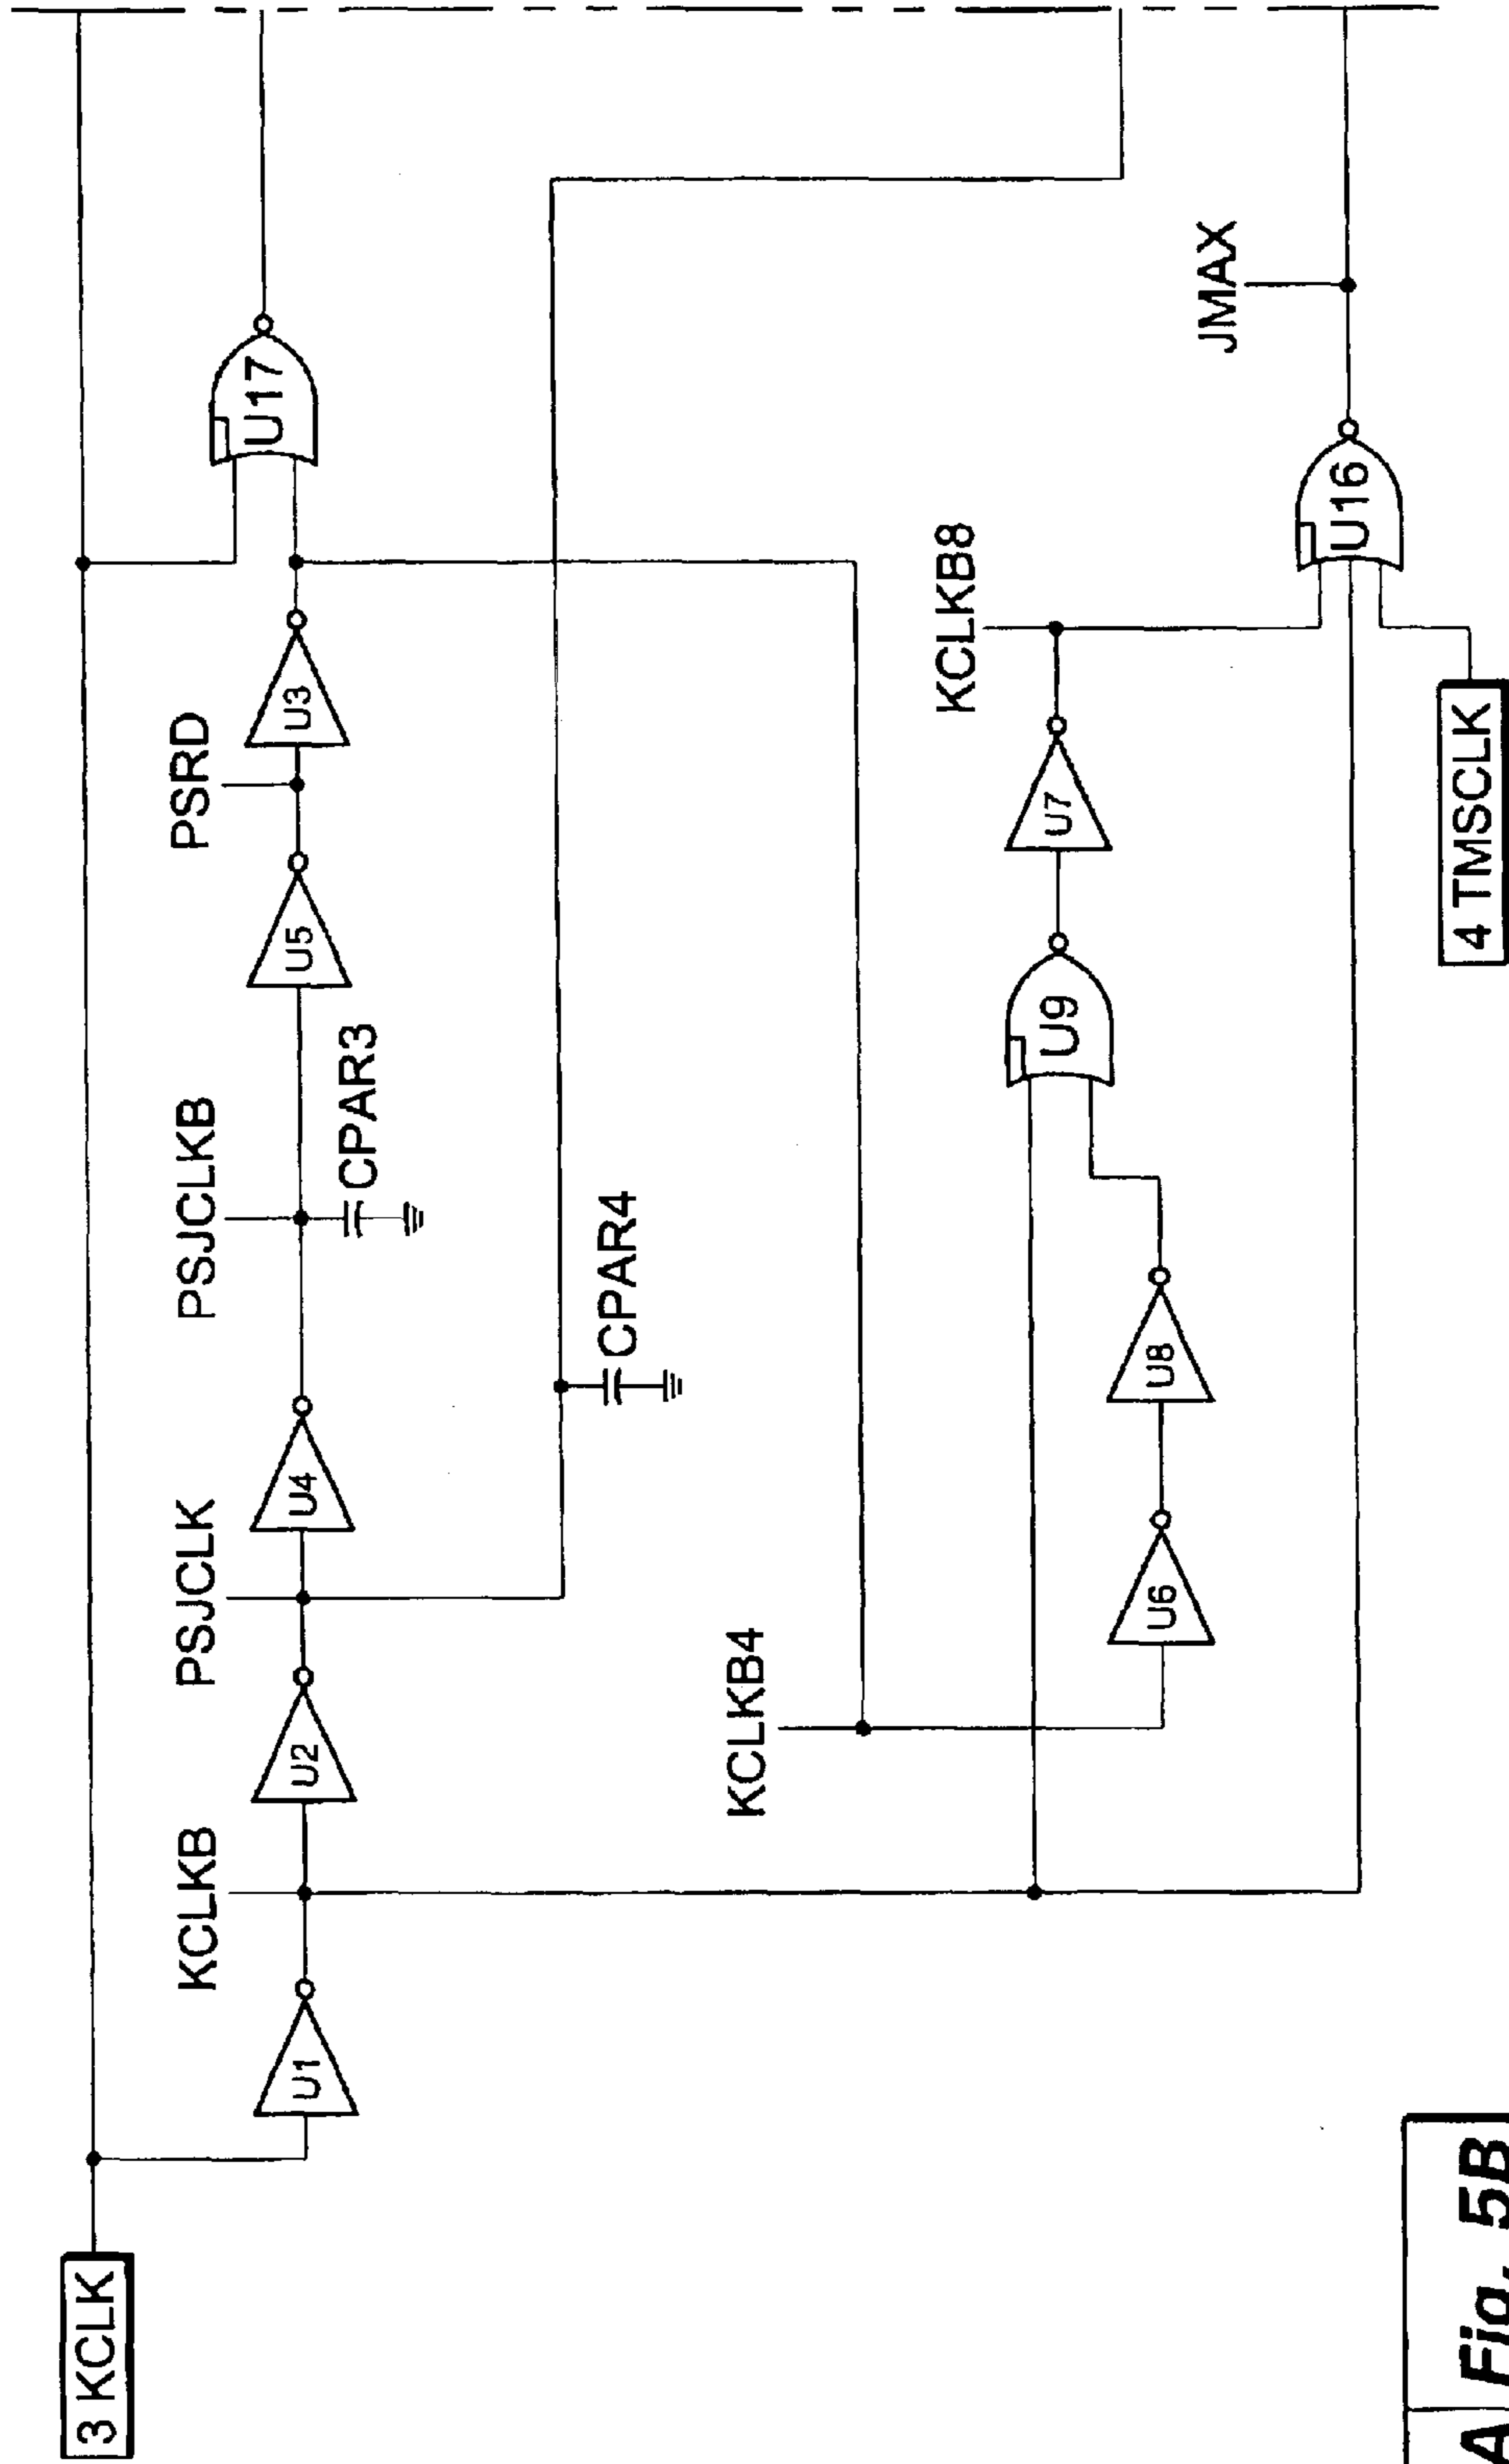 3 KCLK
KCLKB
PSJCLK
PSJCLKB
PSRD
U1
U2
U4
U5
U3
U17
CPAR3
CPAR4
KCLKB4
KCLKB8
U6
U8
U9
U7
U16
JMAX
4 TMSCLK
A Fig. 5B